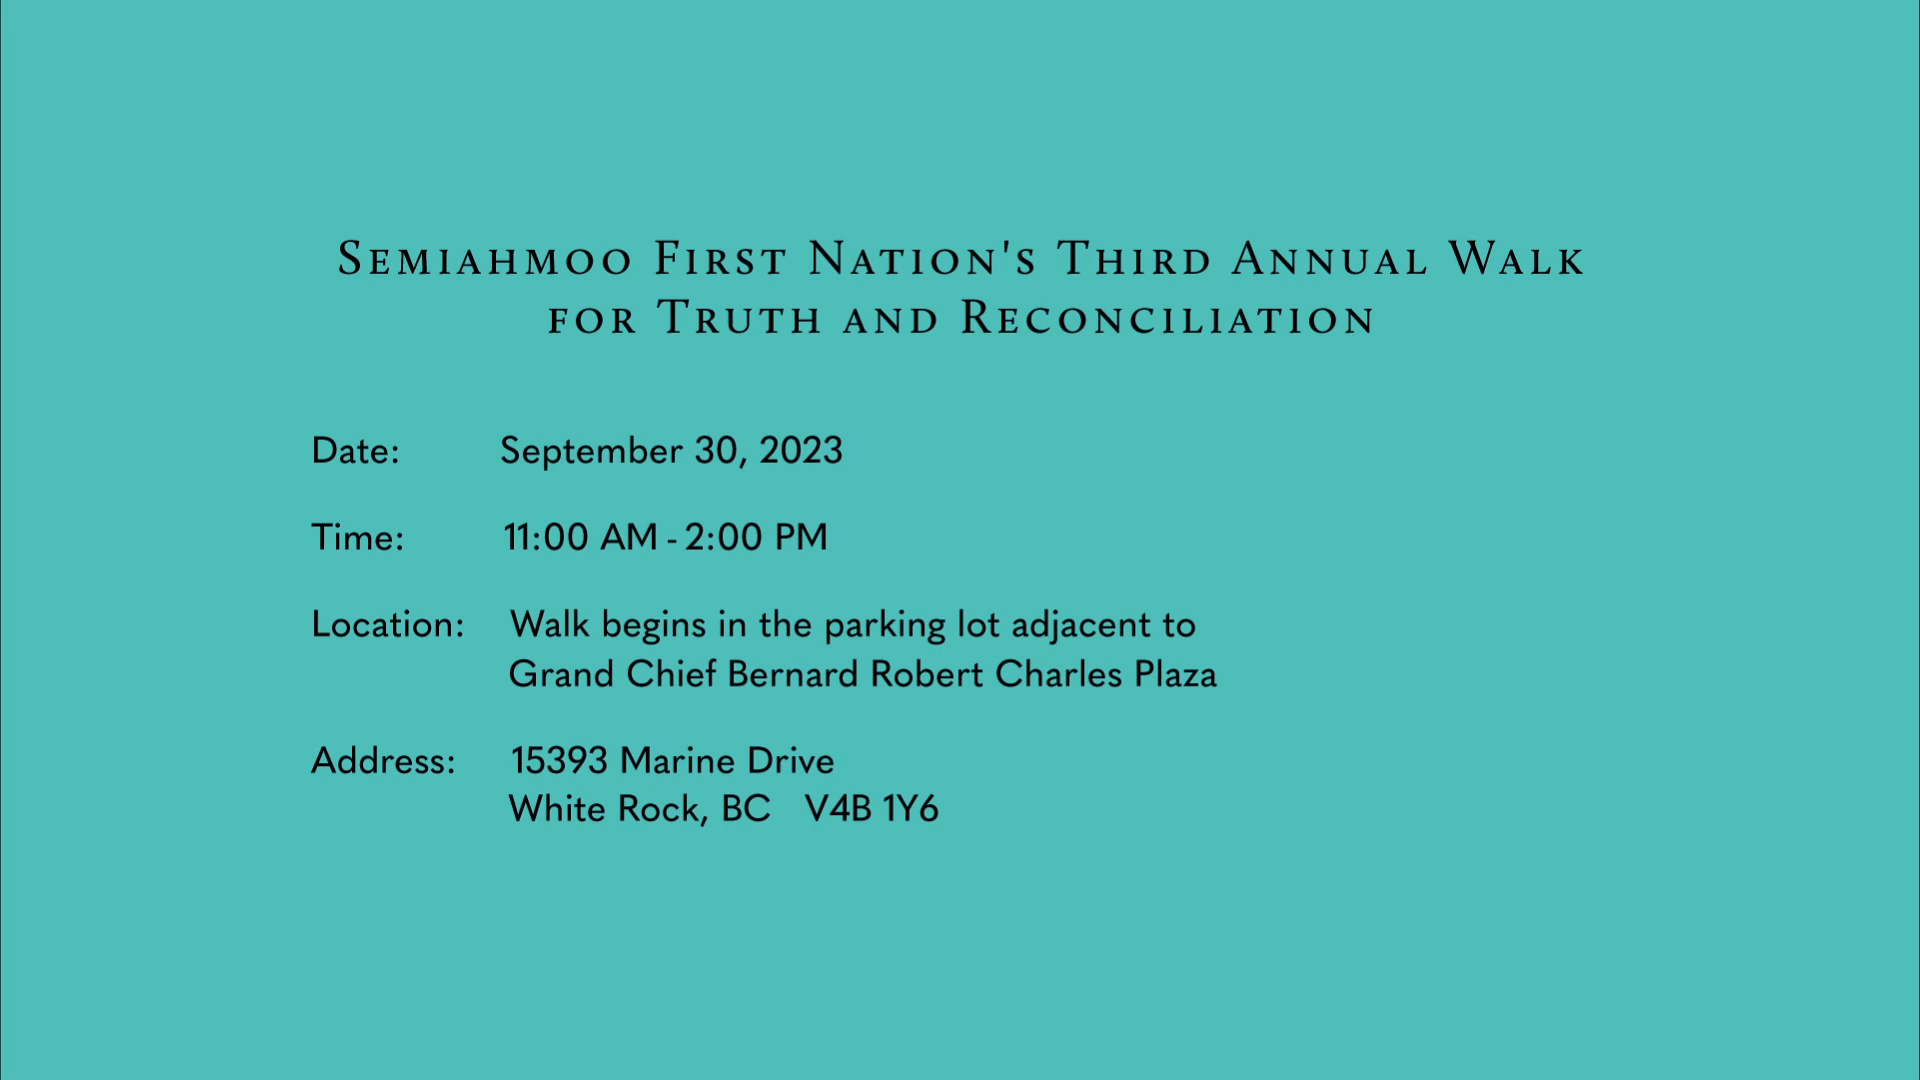 Semiahmoo First Nation's Third Annual Walk
for Truth and Reconciliation
Date: September 30, 2023
Time: 11:00 AM - 2:00 PM
Location: Walk begins in the parking lot adjacent to
Grand Chief Bernard Robert Charles Plaza
Address: 15393 Marine Drive
White Rock, BC V4B 1Y6